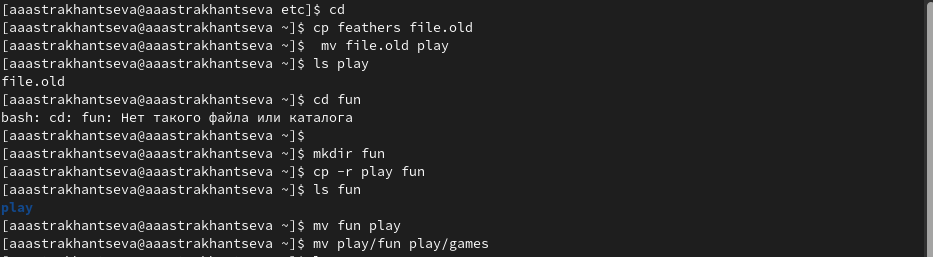 [aaastrakhantseva@aaastrakhantseva etc]$ cd
[aaastrakhantseva@aaastrakhantseva ~]$ cp feathers file.old
[aaastrakhantseva@aaastrakhantseva ~]$  mv file.old play
[aaastrakhantseva@aaastrakhantseva ~]$ ls play
file.old
[aaastrakhantseva@aaastrakhantseva ~]$ cd fun
bash: cd: fun: Нет такого файла или каталога
[aaastrakhantseva@aaastrakhantseva ~]$
[aaastrakhantseva@aaastrakhantseva ~]$ mkdir fun
[aaastrakhantseva@aaastrakhantseva ~]$ cp -r play fun
[aaastrakhantseva@aaastrakhantseva ~]$ ls fun
play
[aaastrakhantseva@aaastrakhantseva ~]$ mv fun play
[aaastrakhantseva@aaastrakhantseva ~]$ mv play/fun play/games